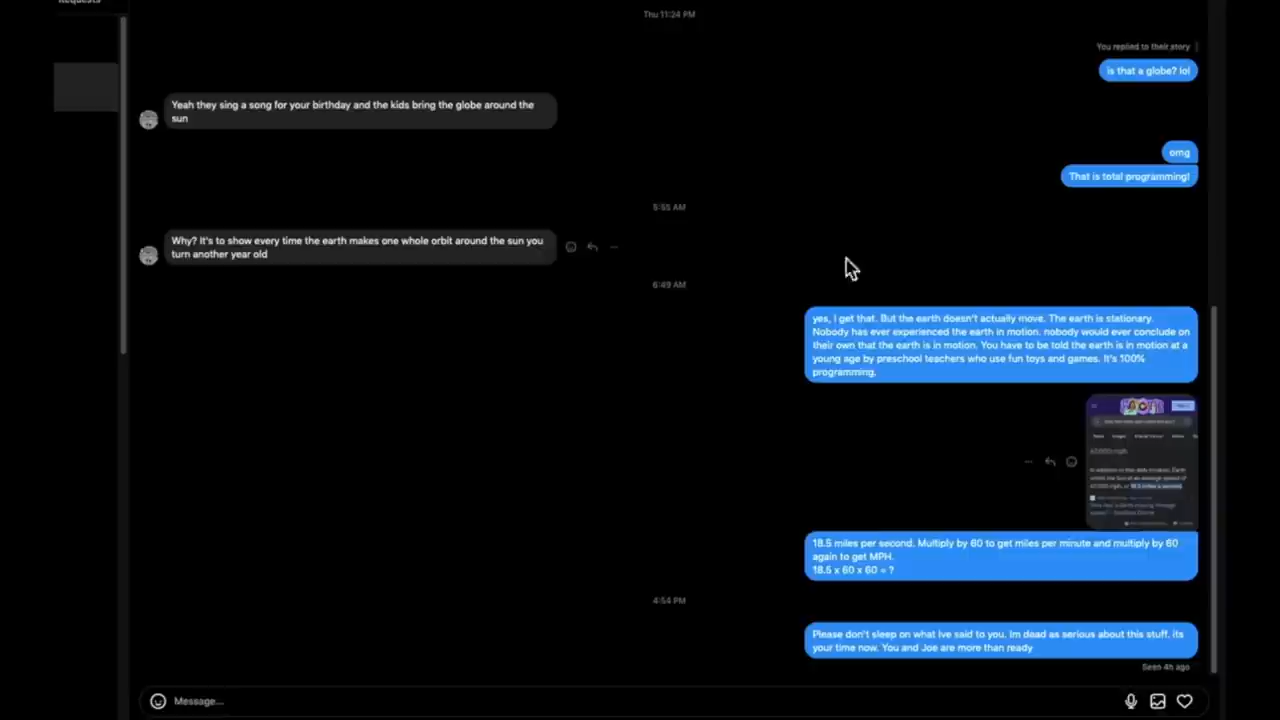 Requests
Thu 11:24 PM
You replied to their story
is that a globe? lol
Yeah they sing a song for your birthday and the kids bring the globe around the
sun
omg
That is total programming!
5:55 AM
Why? It's to show every time the earth makes one whole orbit around the sun you
turn another year old
6:49 AM
yes, I get that. But the earth doesn't actually move. The earth is stationary.
Nobody has ever experienced the earth in motion. nobody would ever conclude on
their own that the earth is in motion. You have to be told the earth is in motion at a
young age by preschool teachers who use fun toys and games. It's 100%
programming.
67,000 mph
18.5 miles per second. Multiply by 60 to get miles per minute and multiply by 60
again to get MPH.
18.5 x 60 x 60 = ?
4:54 PM
Please don't sleep on what Ive said to you. Im dead as serious about this stuff. its
your time now. You and Joe are more than ready
Seen 4h ago
Message...